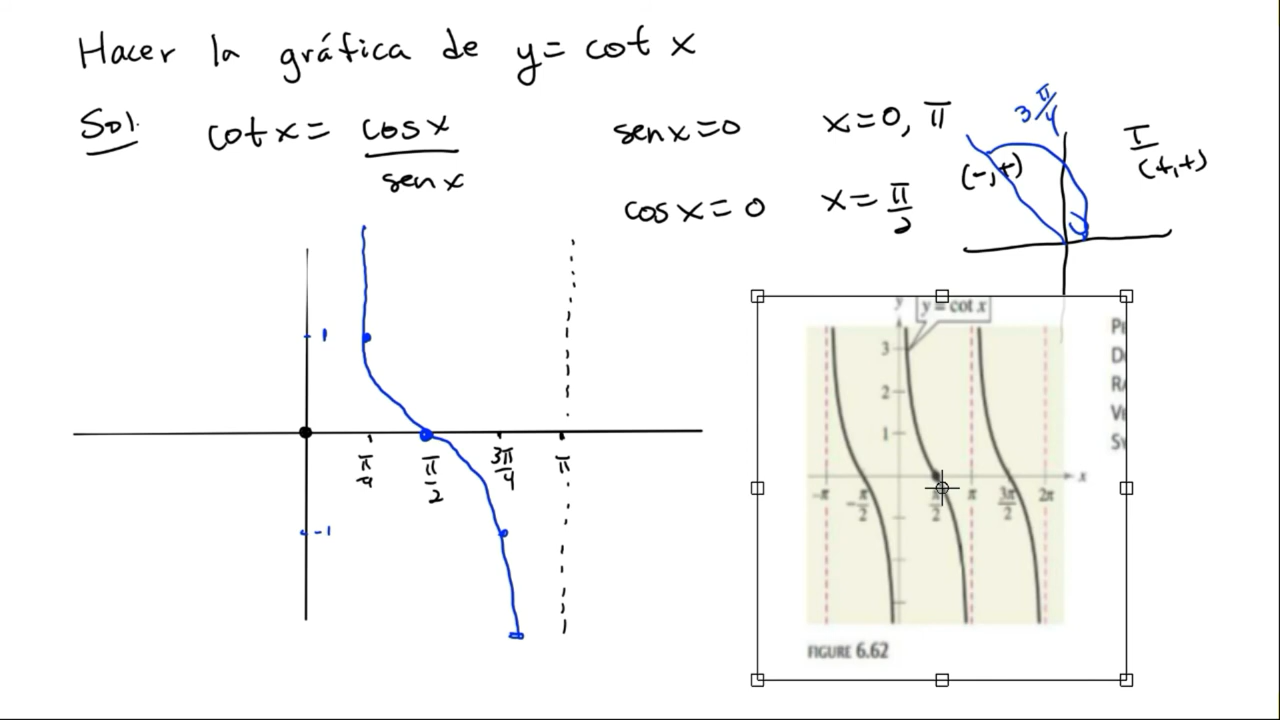 Hacer la gráfica de y = cot x
Sol. cot x = cos x / sen x
sen x = 0 x = 0, π
cos x = 0 x = π/2
3 π/4
(-,+)
I
(+,+)
1
-1
π/4 π/2 3π/4 π
y
y = cot x
3
2
1
-π -π/2 π/2 π 3π/2 2π x
FIGURE 6.62